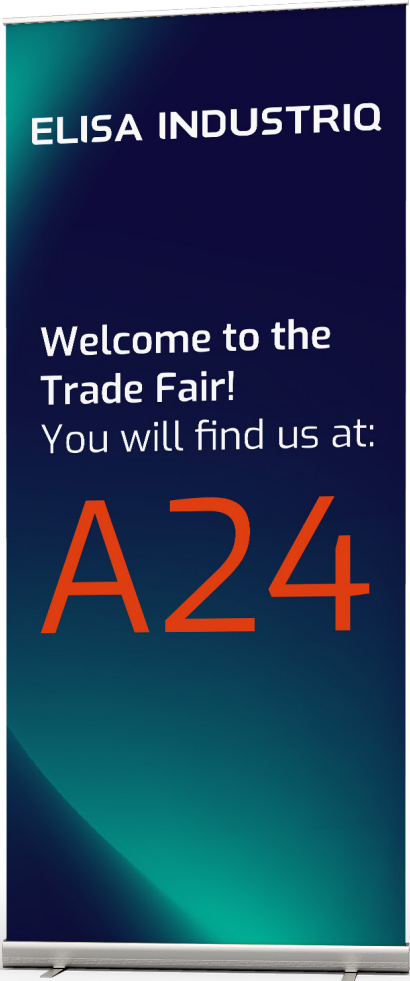 ELISA INDUSTRIQ
Welcome to the
Trade Fair!
You will find us at:
A24